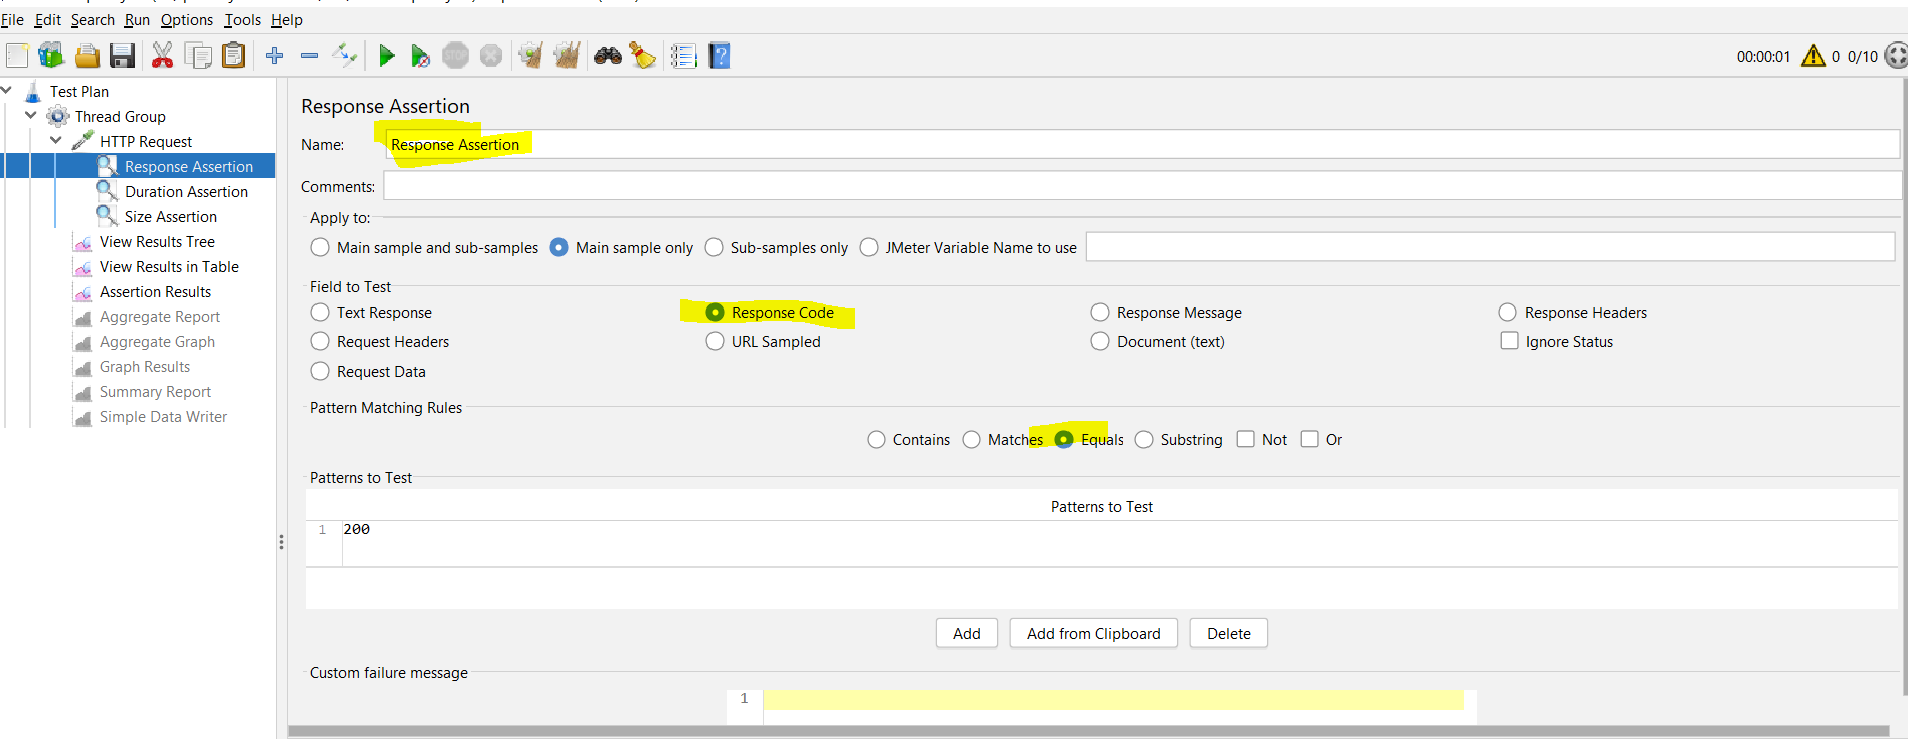 File Edit Search Run Options Tools Help
00:00:01 0 0/10
Test Plan
Thread Group
HTTP Request
Response Assertion
Duration Assertion
Size Assertion
View Results Tree
View Results in Table
Assertion Results
Aggregate Report
Aggregate Graph
Graph Results
Summary Report
Simple Data Writer
Response Assertion
Name: Response Assertion
Comments:
Apply to:
Main sample and sub-samples Main sample only Sub-samples only JMeter Variable Name to use
Field to Test
Text Response Response Code Response Message Response Headers
Request Headers URL Sampled Document (text) Ignore Status
Request Data
Pattern Matching Rules
Contains Matches Equals Substring Not Or
Patterns to Test
Patterns to Test
1 200
Add Add from Clipboard Delete
Custom failure message
1